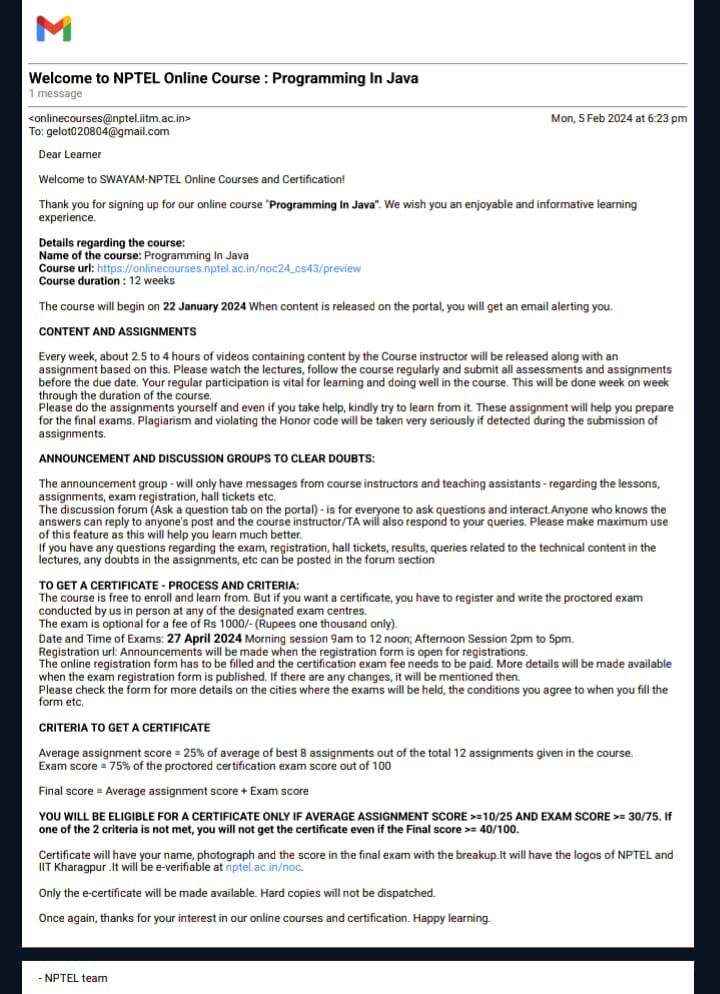 Welcome to NPTEL Online Course : Programming In Java
1 message
<onlinecourses@nptel.iitm.ac.in>
Mon, 5 Feb 2024 at 6:23 pm
To: gelot020804@gmail.com
Dear Learner
Welcome to SWAYAM-NPTEL Online Courses and Certification!
Thank you for signing up for our online course "Programming In Java". We wish you an enjoyable and informative learning
experience.
Details regarding the course:
Name of the course: Programming In Java
Course url: https://onlinecourses.nptel.ac.in/noc24_cs43/preview
Course duration : 12 weeks
The course will begin on 22 January 2024 When content is released on the portal, you will get an email alerting you.
CONTENT AND ASSIGNMENTS
Every week, about 2.5 to 4 hours of videos containing content by the Course instructor will be released along with an
assignment based on this. Please watch the lectures, follow the course regularly and submit all assessments and assignments
before the due date. Your regular participation is vital for learning and doing well in the course. This will be done week on week
through the duration of the course.
Please do the assignments yourself and even if you take help, kindly try to learn from it. These assignment will help you prepare
for the final exams. Plagiarism and violating the Honor code will be taken very seriously if detected during the submission of
assignments.
ANNOUNCEMENT AND DISCUSSION GROUPS TO CLEAR DOUBTS:
The announcement group - will only have messages from course instructors and teaching assistants - regarding the lessons,
assignments, exam registration, hall tickets etc.
The discussion forum (Ask a question tab on the portal) - is for everyone to ask questions and interact.Anyone who knows the
answers can reply to anyone's post and the course instructor/TA will also respond to your queries. Please make maximum use
of this feature as this will help you learn much better.
If you have any questions regarding the exam, registration, hall tickets, results, queries related to the technical content in the
lectures, any doubts in the assignments, etc can be posted in the forum section
TO GET A CERTIFICATE - PROCESS AND CRITERIA:
The course is free to enroll and learn from. But if you want a certificate, you have to register and write the proctored exam
conducted by us in person at any of the designated exam centres.
The exam is optional for a fee of Rs 1000/- (Rupees one thousand only).
Date and Time of Exams: 27 April 2024 Morning session 9am to 12 noon; Afternoon Session 2pm to 5pm.
Registration url: Announcements will be made when the registration form is open for registrations.
The online registration form has to be filled and the certification exam fee needs to be paid. More details will be made available
when the exam registration form is published. If there are any changes, it will be mentioned then.
Please check the form for more details on the cities where the exams will be held, the conditions you agree to when you fill the
form etc.
CRITERIA TO GET A CERTIFICATE
Average assignment score = 25% of average of best 8 assignments out of the total 12 assignments given in the course.
Exam score = 75% of the proctored certification exam score out of 100
Final score = Average assignment score + Exam score
YOU WILL BE ELIGIBLE FOR A CERTIFICATE ONLY IF AVERAGE ASSIGNMENT SCORE >=10/25 AND EXAM SCORE >= 30/75. If
one of the 2 criteria is not met, you will not get the certificate even if the Final score >= 40/100.
Certificate will have your name, photograph and the score in the final exam with the breakup.It will have the logos of NPTEL and
IIT Kharagpur .It will be e-verifiable at nptel.ac.in/noc.
Only the e-certificate will be made available. Hard copies will not be dispatched.
Once again, thanks for your interest in our online courses and certification. Happy learning.
- NPTEL team